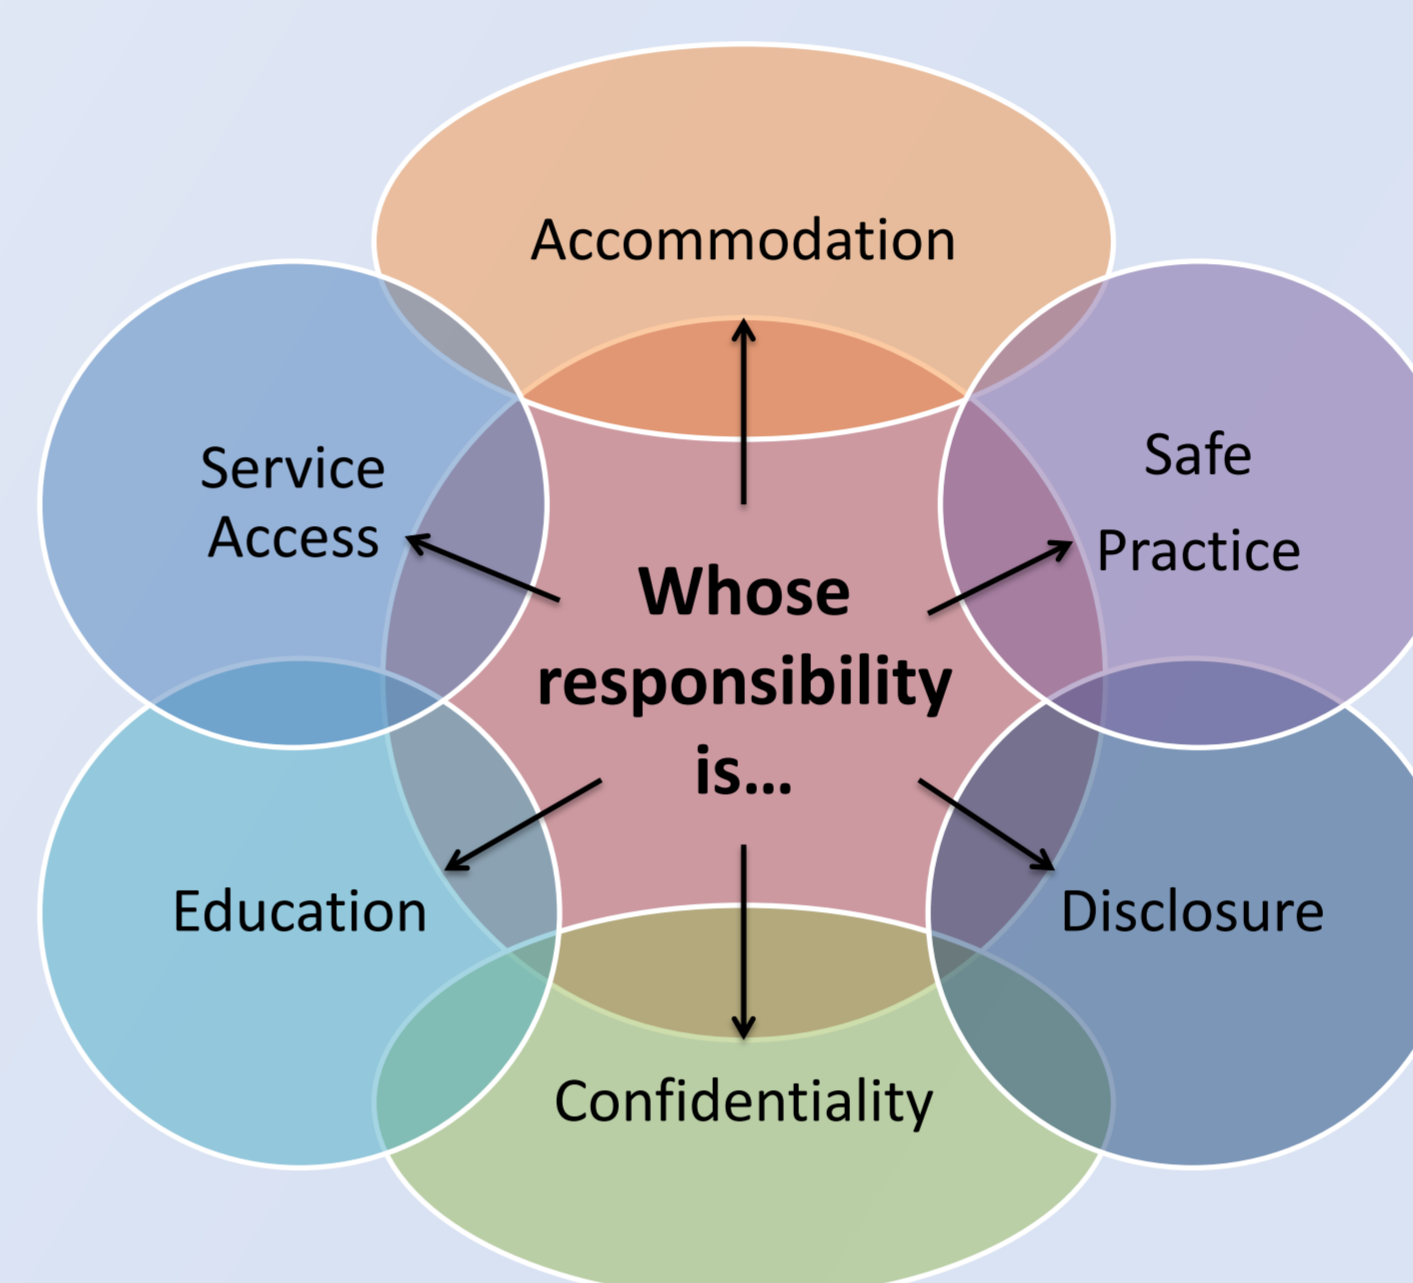 Accommodation
Service
Access
Safe
Practice
Whose
responsibility
is...
Education
Disclosure
Confidentiality